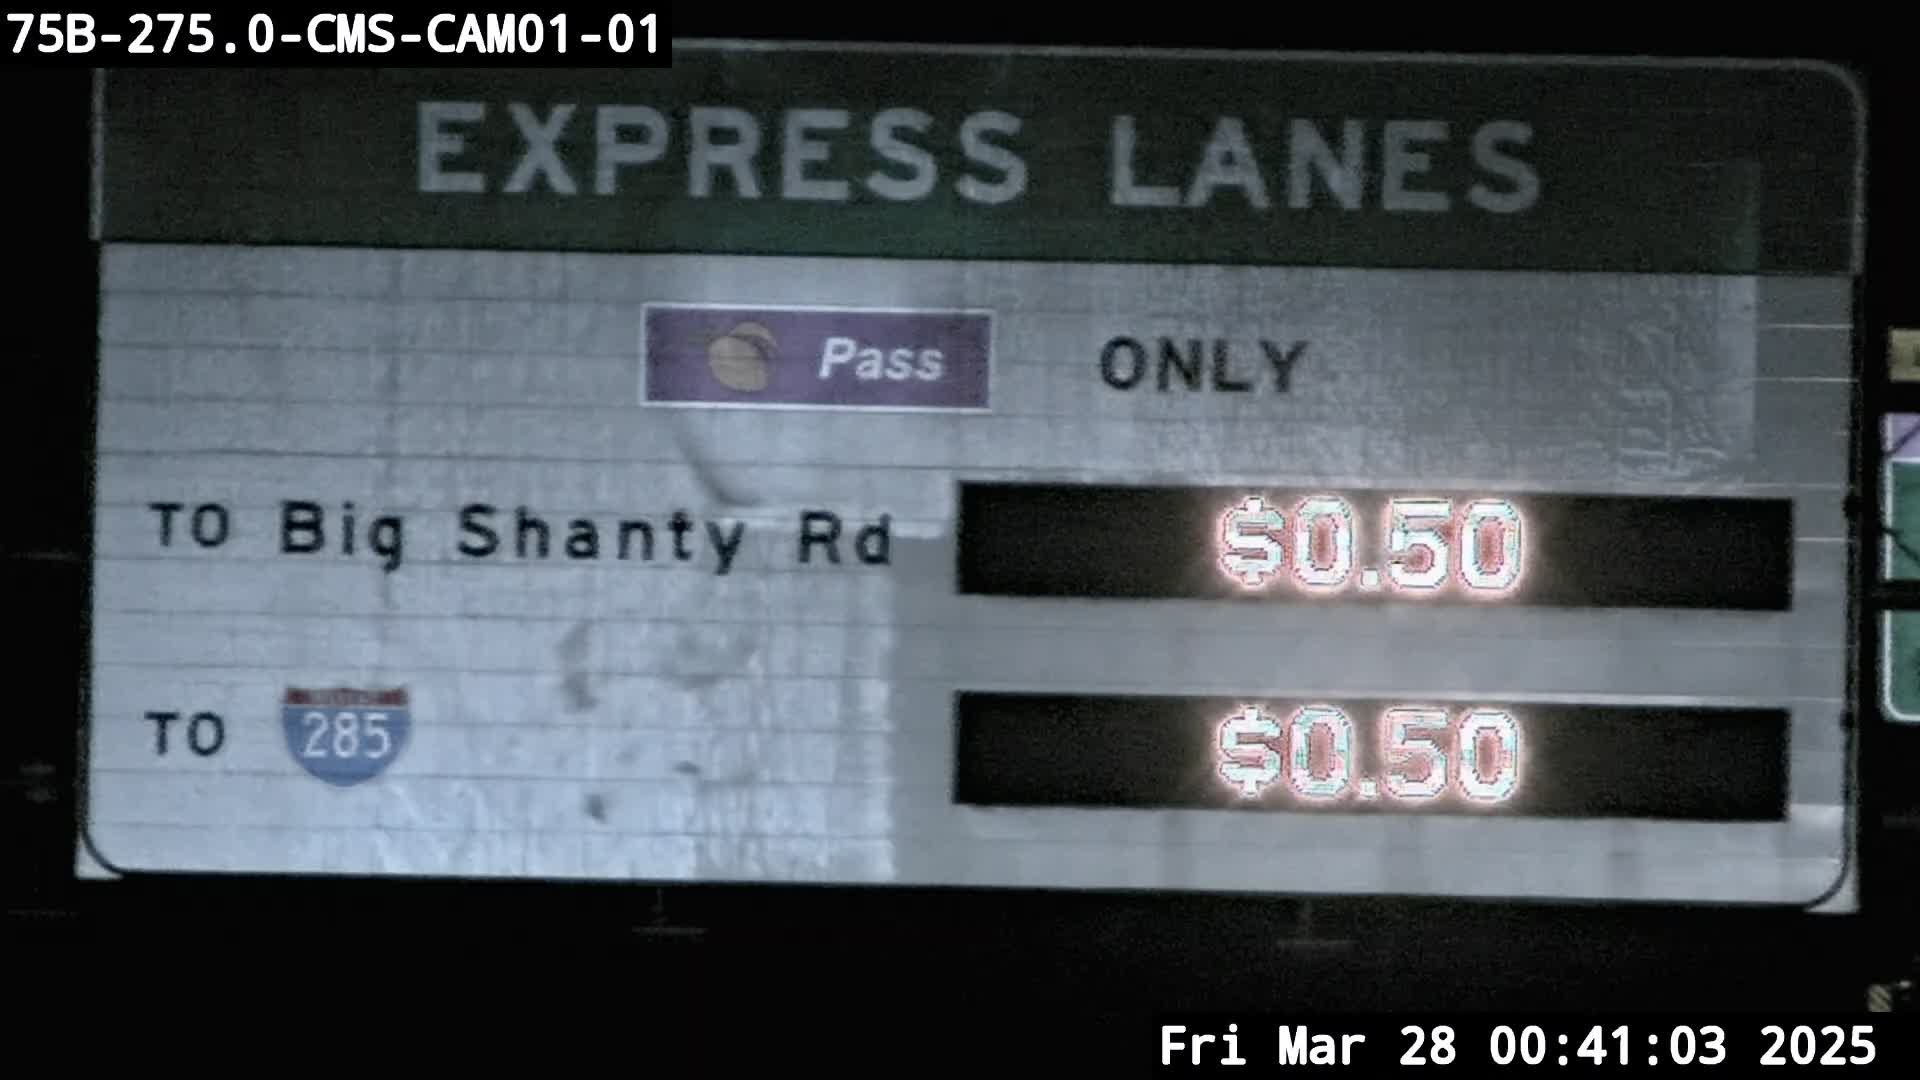 75B-275.0-CMS-CAM01-01
EXPRESS LANES
Pass ONLY
TO Big Shanty Rd $0.50
TO 285 $0.50
Fri Mar 28 00:41:03 2025